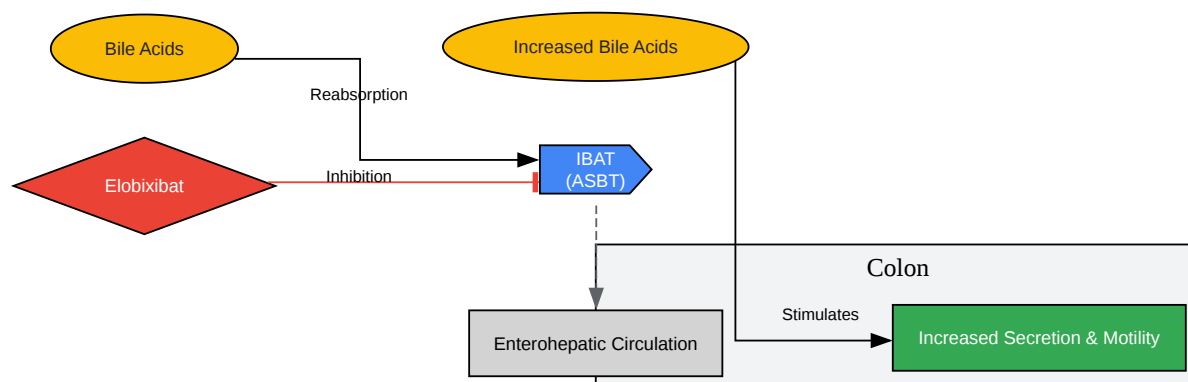 Bile Acids
Increased Bile Acids
Reabsorption
IBAT
(ASBT)
Inhibition
Elobixibat
Colon
Stimulates
Increased Secretion & Motility
Enterohepatic Circulation